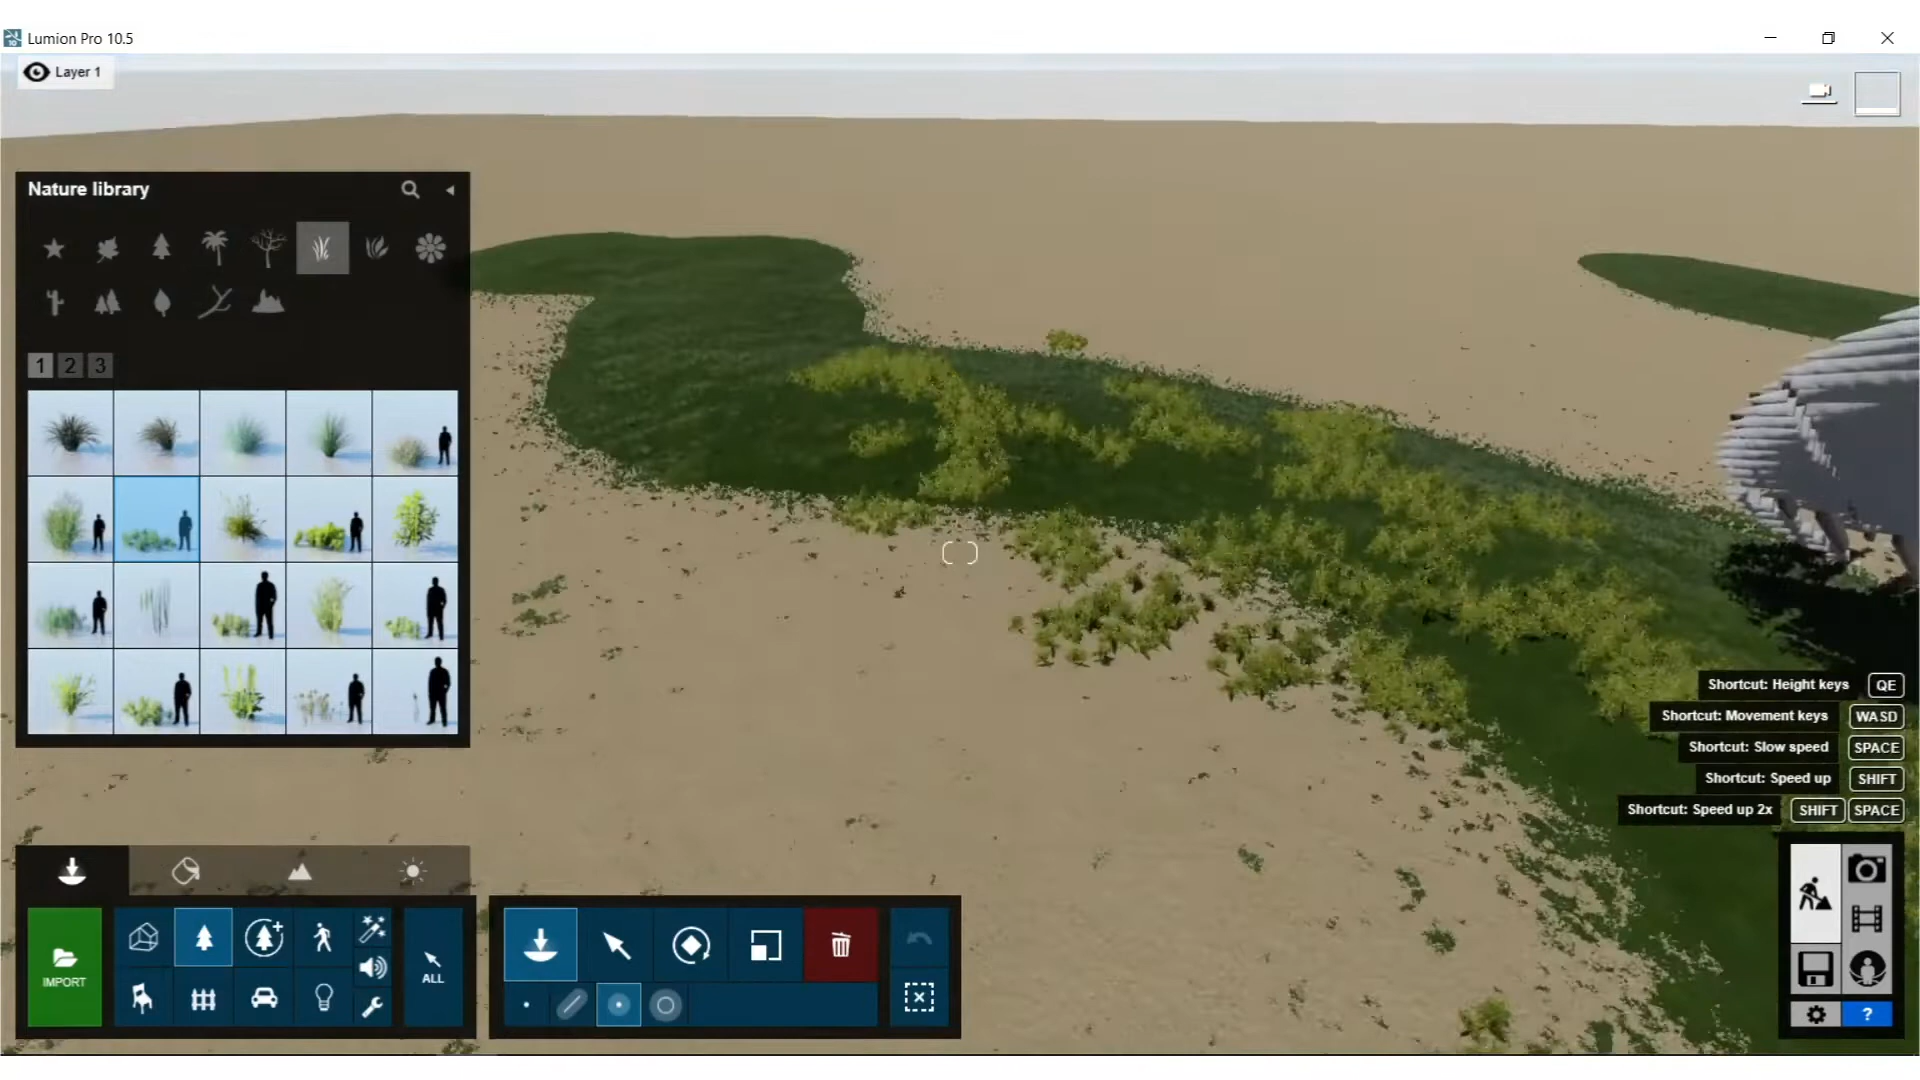 Lumion Pro 10.5
Layer 1
Nature library
1 2 3
Shortcut: Height keys QE
Shortcut: Movement keys WASD
Shortcut: Slow speed SPACE
Shortcut: Speed up SHIFT
Shortcut: Speed up 2x SHIFT SPACE
IMPORT
ALL
?